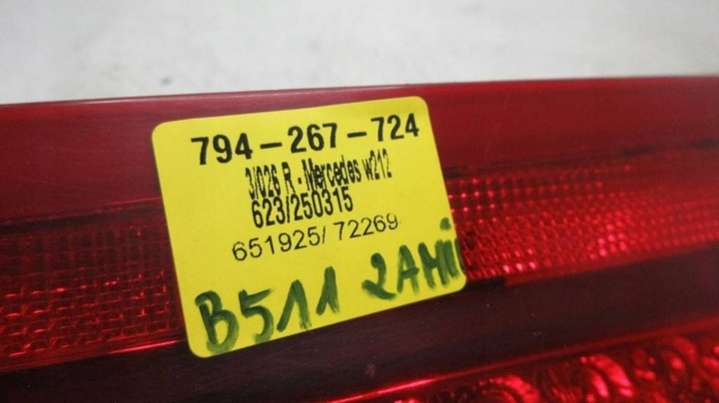 794-267-724
3/026 R - Mercedes w212
623/250315
651925/ 72269
B511